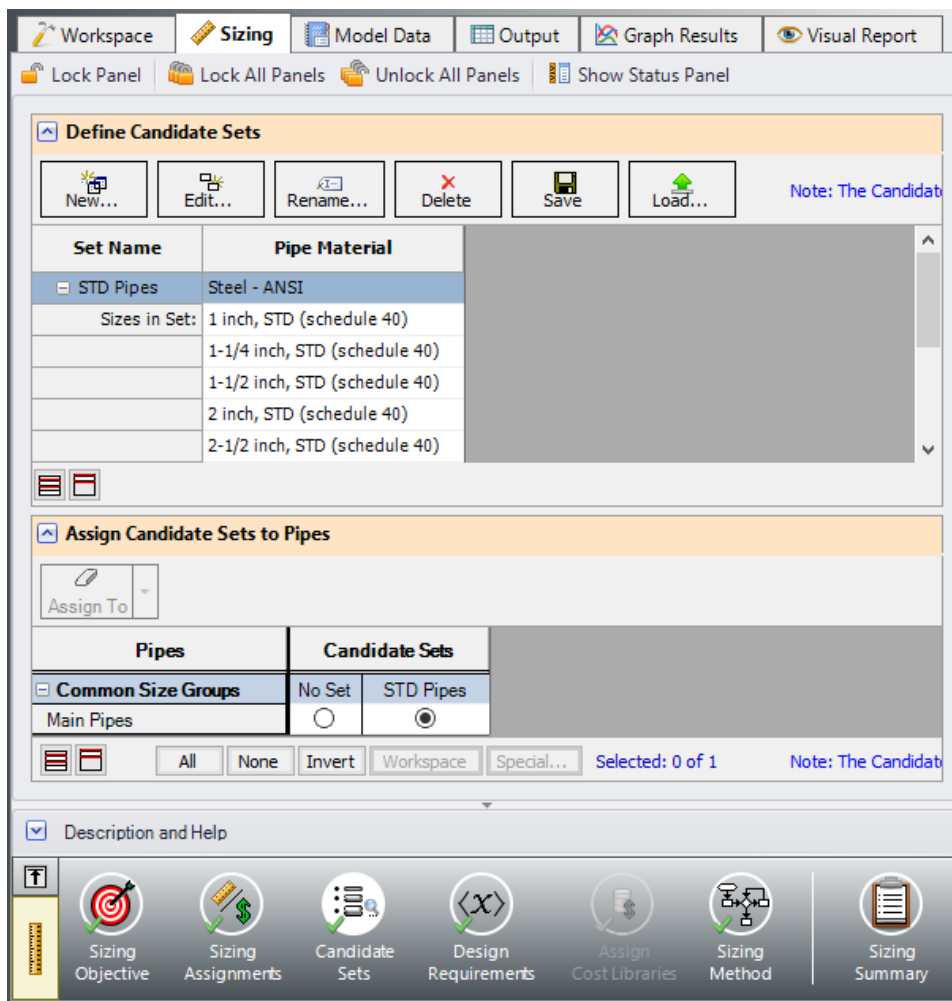 Workspace Sizing Model Data Output Graph Results Visual Report
Lock Panel Lock All Panels Unlock All Panels Show Status Panel
Define Candidate Sets
New... Edit... Rename... Delete Save Load... Note: The Candidat
Set Name Pipe Material
STD Pipes Steel - ANSI
Sizes in Set: 1 inch, STD (schedule 40)
1-1/4 inch, STD (schedule 40)
1-1/2 inch, STD (schedule 40)
2 inch, STD (schedule 40)
2-1/2 inch, STD (schedule 40)
Assign Candidate Sets to Pipes
Assign To
Pipes Candidate Sets
Common Size Groups No Set STD Pipes
Main Pipes
All None Invert Workspace Special... Selected: 0 of 1 Note: The Candidat
Description and Help
Sizing Sizing Candidate Design Assign Sizing Sizing
Objective Assignments Sets Requirements Cost Libraries Method Summary